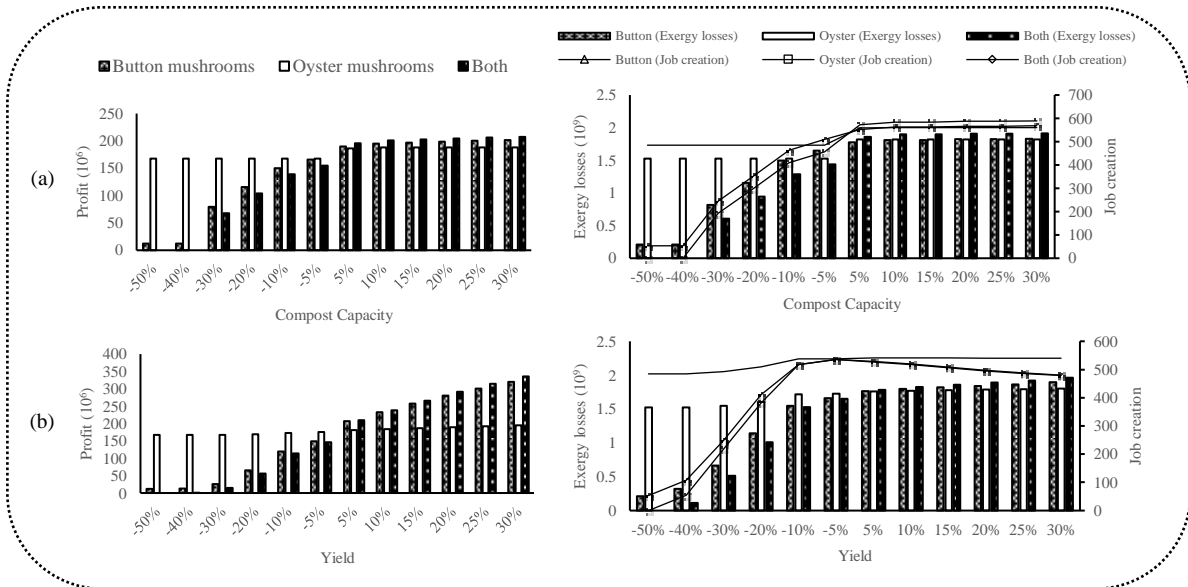 Button mushrooms Oyster mushrooms Both
(a)
Profit (10⁶)
250
200
150
100
50
0
-50% -40% -30% -20% -10% -5% 5% 10% 15% 20% 25% 30%
Compost Capacity
Button (Exergy losses) Oyster (Exergy losses) Both (Exergy losses)
Button (Job creation) Oyster (Job creation) Both (Job creation)
Exergy losses (10⁹)
2.5
2
1.5
1
0.5
0
700
600
500
400
300
200
100
0
Job creation
-50% -40% -30% -20% -10% -5% 5% 10% 15% 20% 25% 30%
Compost Capacity
(b)
Profit (10⁶)
400
350
300
250
200
150
100
50
0
-50% -40% -30% -20% -10% -5% 5% 10% 15% 20% 25% 30%
Yield
Exergy losses (10⁹)
2.5
2
1.5
1
0.5
0
600
500
400
300
200
100
0
Job creation
-50% -40% -30% -20% -10% -5% 5% 10% 15% 20% 25% 30%
Yield